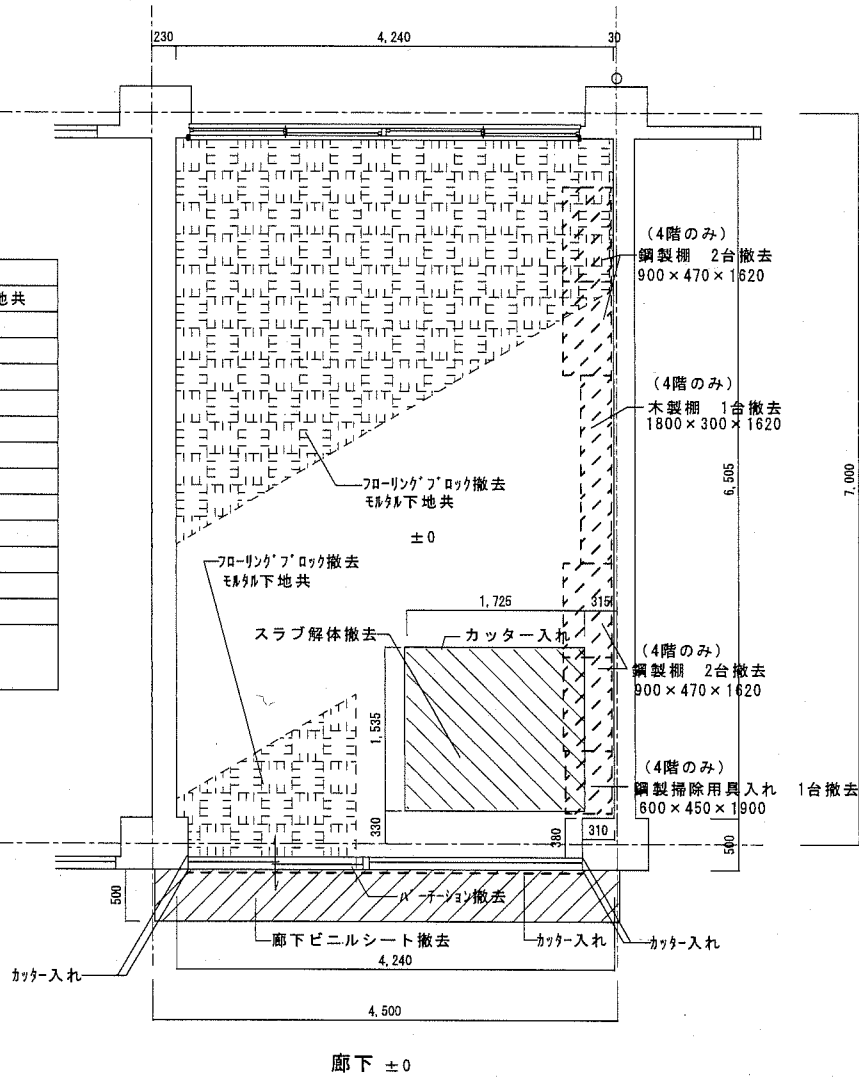 230
4,240
30
地共
(4階のみ)
鋼製棚 2台撤去
900×470×1620
(4階のみ)
木製棚 1台撤去
1800×300×1620
6,505
7,000
フローリングブロック撤去
モルタル下地共
±0
フローリングブロック撤去
モルタル下地共
1,725
315
スラブ解体撤去
カッター入れ
(4階のみ)
鋼製棚 2台撤去
900×470×1620
1,535
(4階のみ)
鋼製掃除用具入れ 1台撤去
600×450×1900
330
380
310
500
500
パーテーション撤去
廊下ビニルシート撤去
カッター入れ
カッター入れ
カッター入れ
4,240
4,500
廊下 ±0